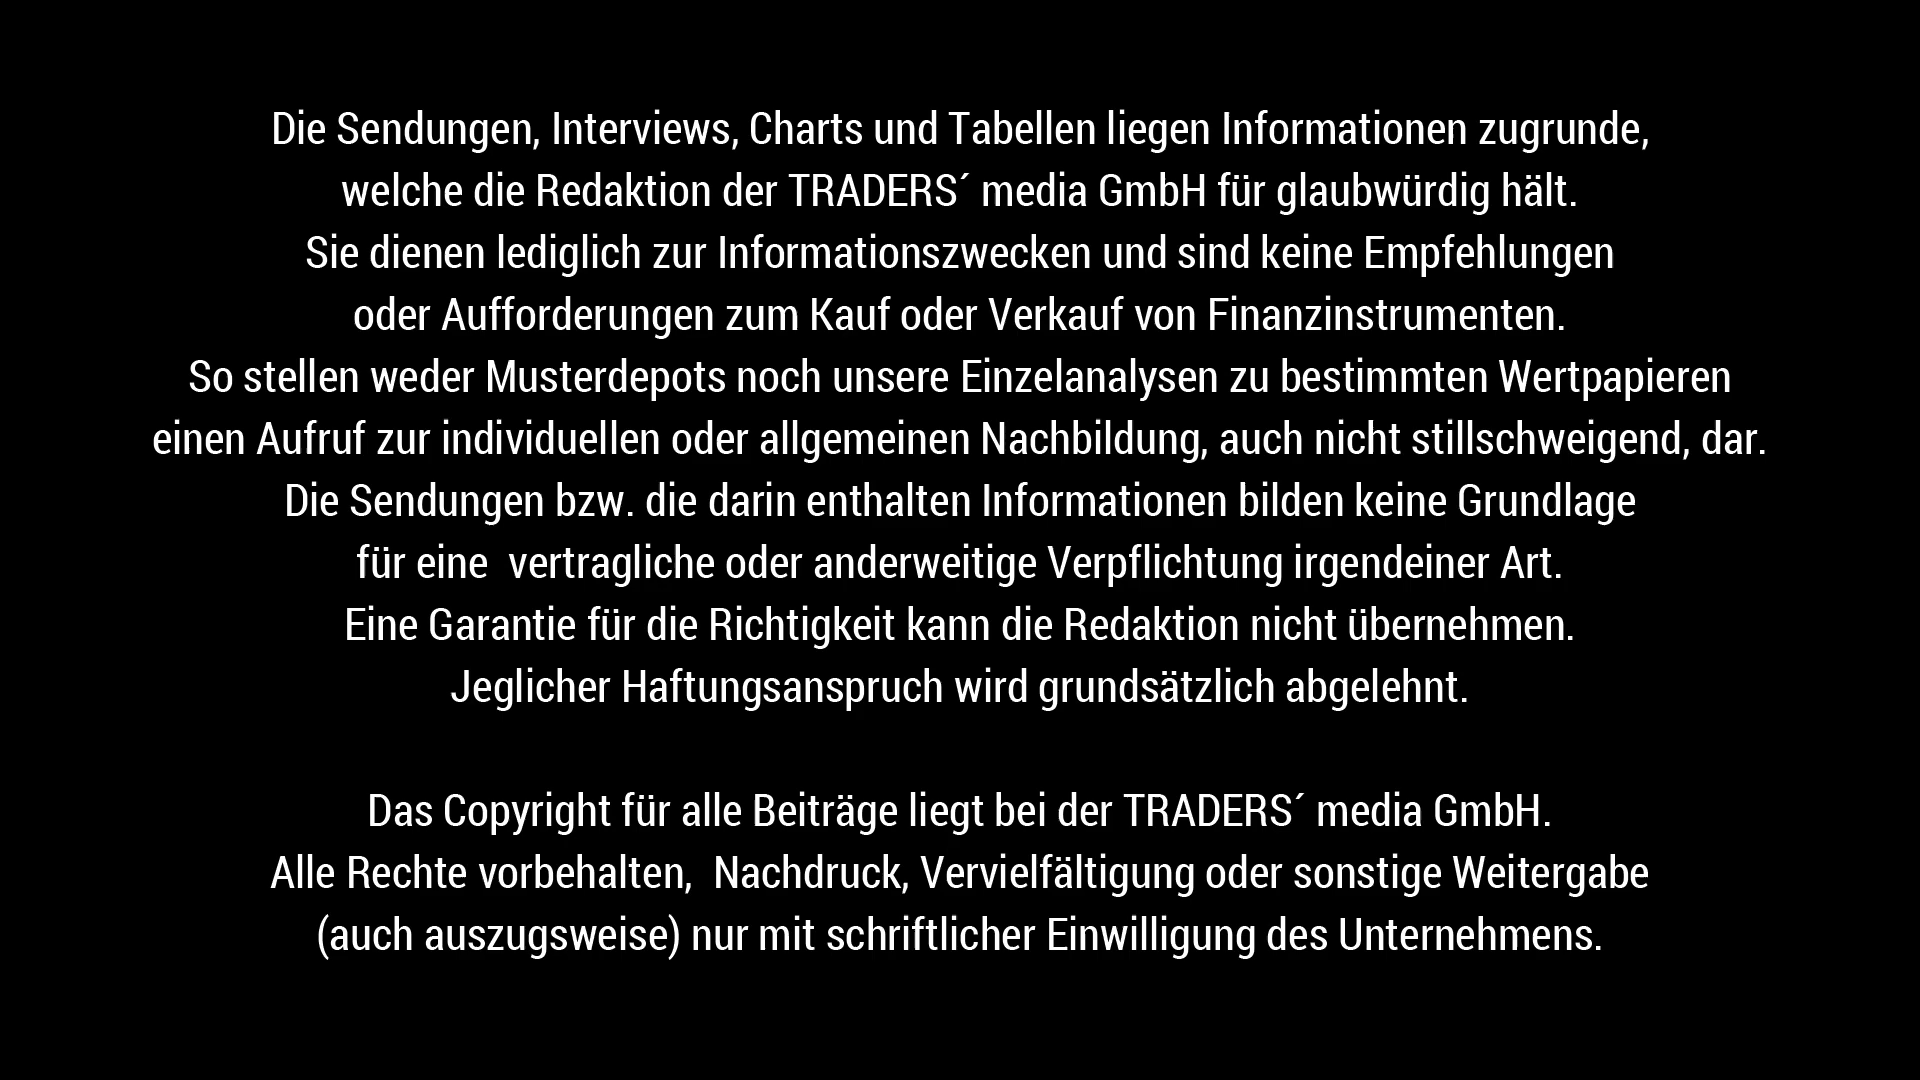 Die Sendungen, Interviews, Charts und Tabellen liegen Informationen zugrunde,
welche die Redaktion der TRADERS´ media GmbH für glaubwürdig hält.
Sie dienen lediglich zur Informationszwecken und sind keine Empfehlungen
oder Aufforderungen zum Kauf oder Verkauf von Finanzinstrumenten.
So stellen weder Musterdepots noch unsere Einzelanalysen zu bestimmten Wertpapieren
einen Aufruf zur individuellen oder allgemeinen Nachbildung, auch nicht stillschweigend, dar.
Die Sendungen bzw. die darin enthalten Informationen bilden keine Grundlage
für eine  vertragliche oder anderweitige Verpflichtung irgendeiner Art.
Eine Garantie für die Richtigkeit kann die Redaktion nicht übernehmen.
Jeglicher Haftungsanspruch wird grundsätzlich abgelehnt.
Das Copyright für alle Beiträge liegt bei der TRADERS´ media GmbH.
Alle Rechte vorbehalten,  Nachdruck, Vervielfältigung oder sonstige Weitergabe
(auch auszugsweise) nur mit schriftlicher Einwilligung des Unternehmens.